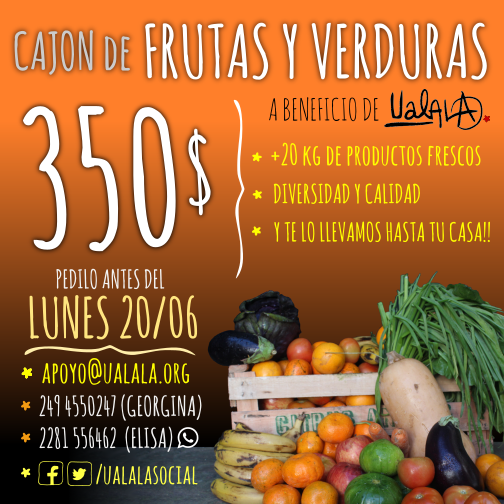 CAJON DE FRUTAS Y VERDURAS
350$
A BENEFICIO DE UALALA
+20 KG DE PRODUCTOS FRESCOS
DIVERSIDAD Y CALIDAD
Y TE LO LLEVAMOS HASTA TU CASA!!
PEDILO ANTES DEL
LUNES 20/06
APOYO@UALALA.ORG
249 4550247 (GEORGINA)
2281 556462 (ELISA)
/UALALASOCIAL